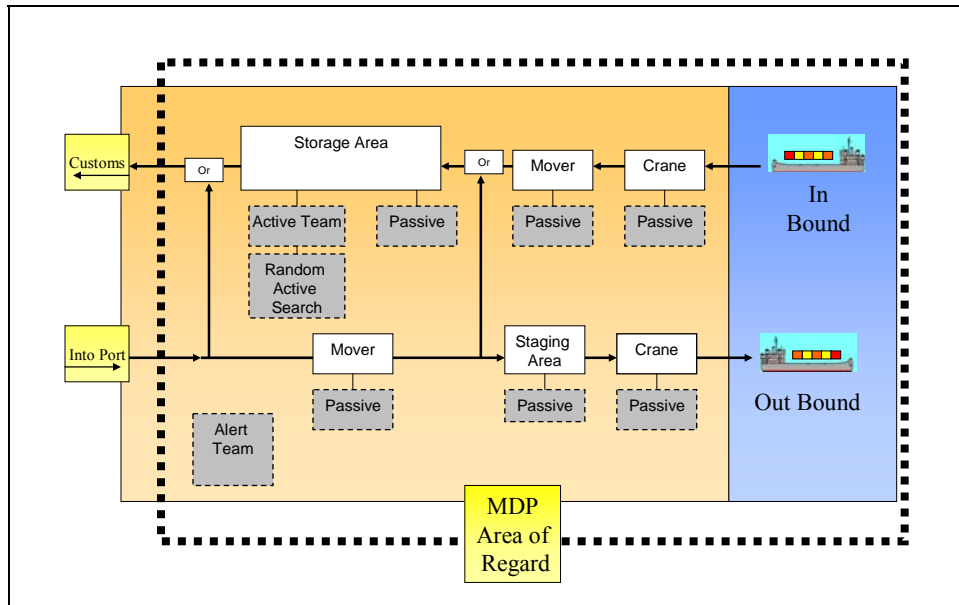 Storage Area
Customs
Or
Or
Mover
Crane
In
Bound
Active Team
Passive
Passive
Passive
Random
Active
Search
Into Port
Mover
Staging
Area
Crane
Passive
Passive
Passive
Out Bound
Alert
Team
MDP
Area of
Regard